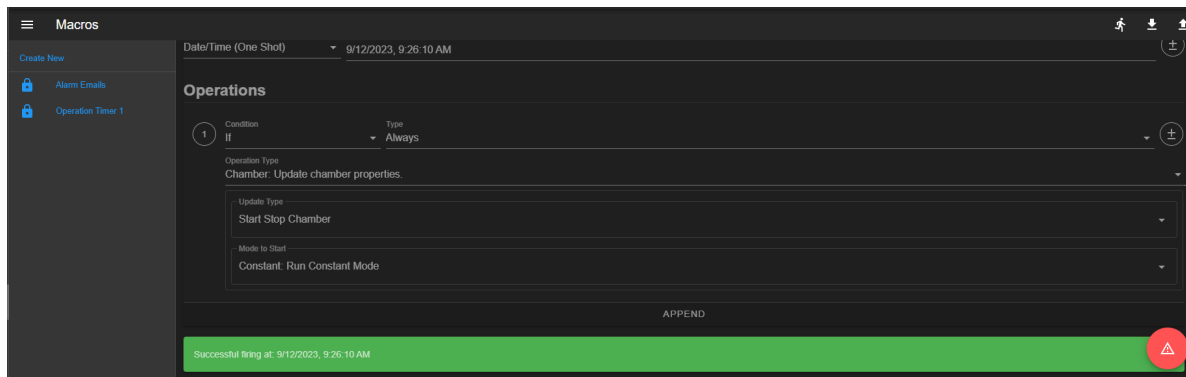 Macros
Create New
Alarm Emails
Operation Timer 1
Date/Time (One Shot)
9/12/2023, 9:26:10 AM
Operations
1
Condition
If
Type
Always
Operation Type
Chamber: Update chamber properties.
Update Type
Start Stop Chamber
Mode to Start
Constant: Run Constant Mode
APPEND
Successful firing at: 9/12/2023, 9:26:10 AM